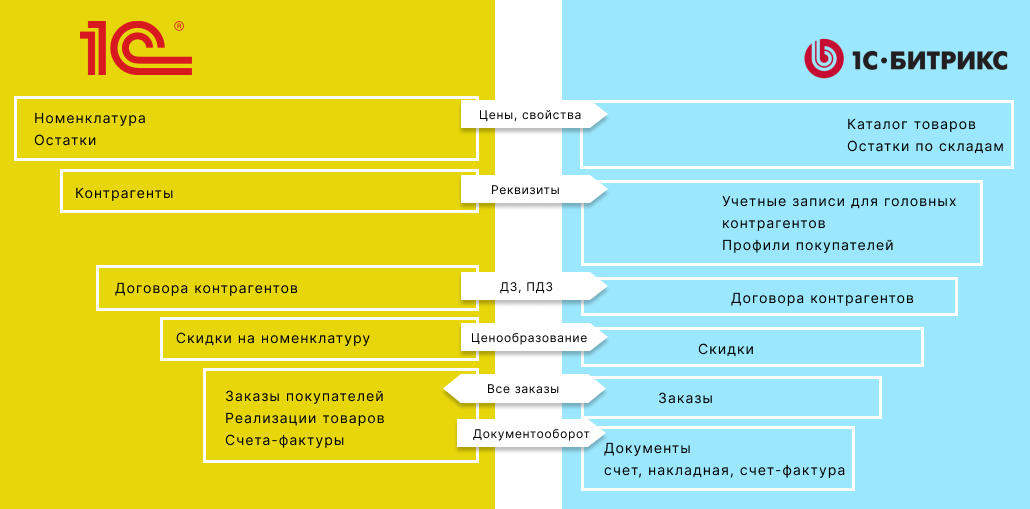 1С®
1С·БИТРИКС
Номенклатура
Остатки
Цены, свойства
Каталог товаров
Остатки по складам
Контрагенты
Реквизиты
Учетные записи для головных
контрагентов
Профили покупателей
Договора контрагентов
ДЗ, ПДЗ
Договора контрагентов
Скидки на номенклатуру
Ценообразование
Скидки
Заказы покупателей
Реализации товаров
Счета-фактуры
Все заказы
Заказы
Документооборот
Документы
счет, накладная, счет-фактура